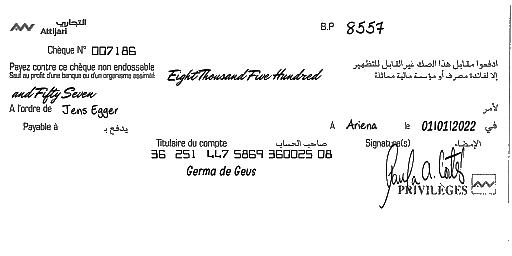 التجاري
Attijari
B.P 8557
Chèque N° 007186
Payez contre ce chèque non endossable
Sauf au profit d'une banque ou d'un organisme assimilé
Eight Thousand Five Hundred
ادفعوا مقابل هذا الصك غير القابل للتظهير
إلا لفائدة مصرف أو مؤسسة مالية مماثلة
and Fifty Seven
A l'ordre de Jens Egger
لأمر
Payable à
يدفع بـ
A Ariena le 01/01/2022 في
Titulaire du compte صاحب الحساب
Signature(s) الإمضاء
36 251 447 5869 360025 08
Germa de Geus
PRIVILÈGES